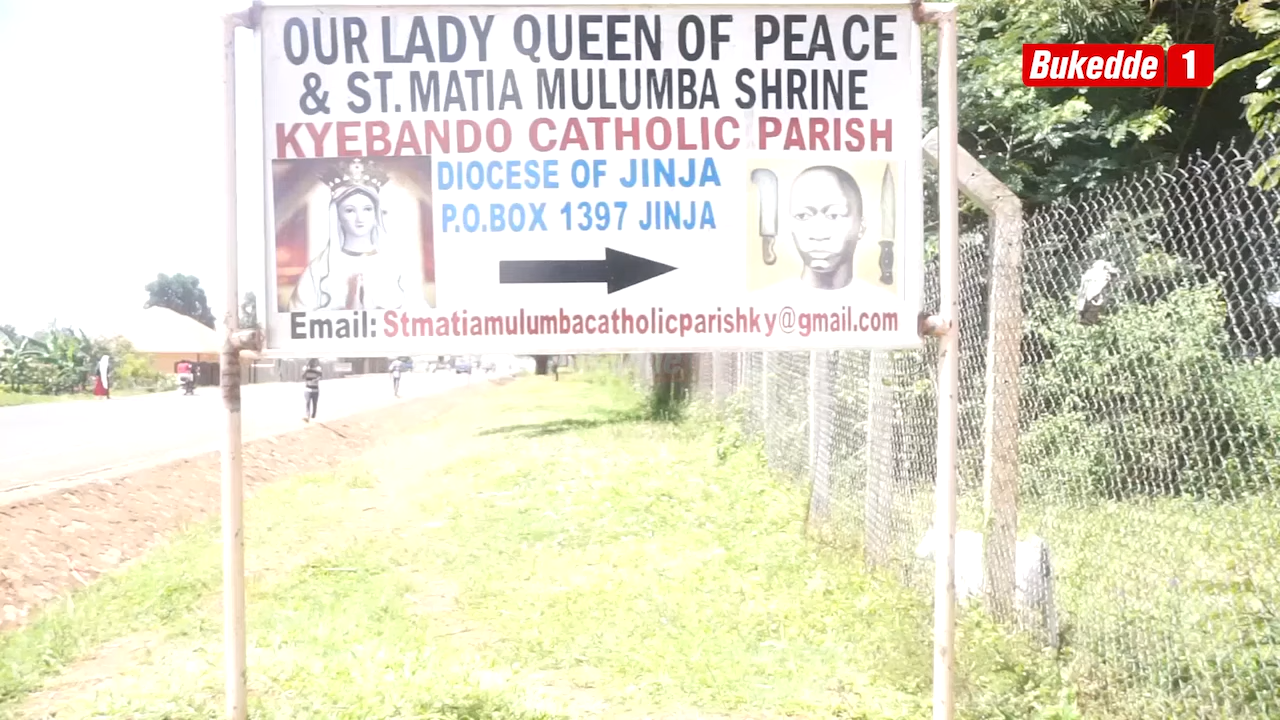 OUR LADY QUEEN OF PEACE
& ST. MATIA MULUMBA SHRINE
KYEBANDO CATHOLIC PARISH
DIOCESE OF JINJA
P.O.BOX 1397 JINJA
Email: Stmatiamulumbacatholicparishky@gmail.com
Bukedde 1